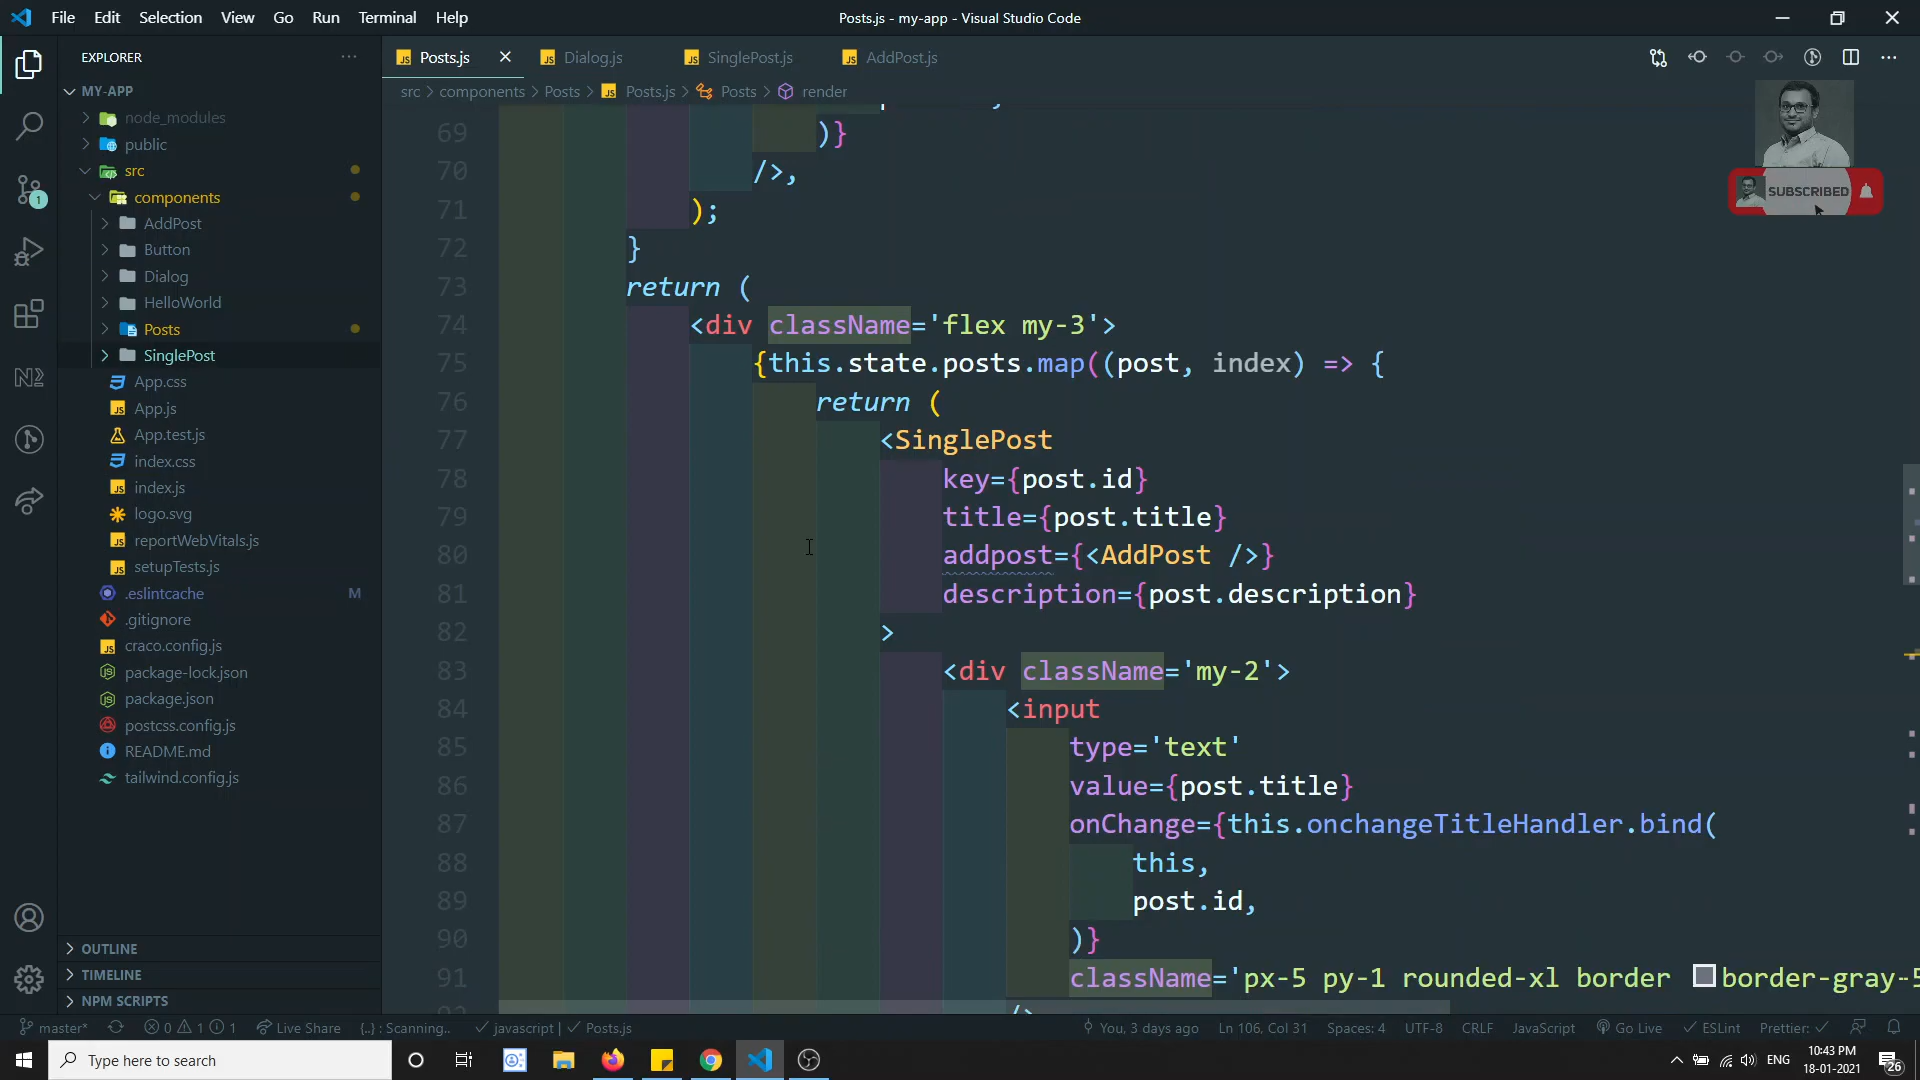 File Edit Selection View Go Run Terminal Help
Posts.js - my-app - Visual Studio Code
EXPLORER
Posts.js
Dialog.js
SinglePost.js
AddPost.js
src > components > Posts > Posts.js > Posts > render
MY-APP
node_modules
public
src
components
AddPost
Button
Dialog
HelloWorld
Posts
SinglePost
App.css
App.js
App.test.js
index.css
index.js
logo.svg
reportWebVitals.js
setupTests.js
.eslintcache M
.gitignore
craco.config.js
package-lock.json
package.json
postcss.config.js
README.md
tailwind.config.js
OUTLINE
TIMELINE
NPM SCRIPTS
69 )}
70 />,
71 );
72 }
73 return (
74 <div className='flex my-3'>
75 {this.state.posts.map((post, index) => {
76 return (
77 <SinglePost
78 key={post.id}
79 title={post.title}
80 addpost={<AddPost />}
81 description={post.description}
82 >
83 <div className='my-2'>
84 <input
85 type='text'
86 value={post.title}
87 onChange={this.onchangeTitleHandler.bind(
88 this,
89 post.id,
90 )}
91 className='px-5 py-1 rounded-xl border border-gray-5
SUBSCRIBED
1
master* 0 1 1 Live Share {..} : Scanning.. javascript | Posts.js You, 3 days ago Ln 106, Col 31 Spaces: 4 UTF-8 CRLF JavaScript Go Live ESLint Prettier: ✓
Type here to search
ENG
10:43 PM
18-01-2021
26